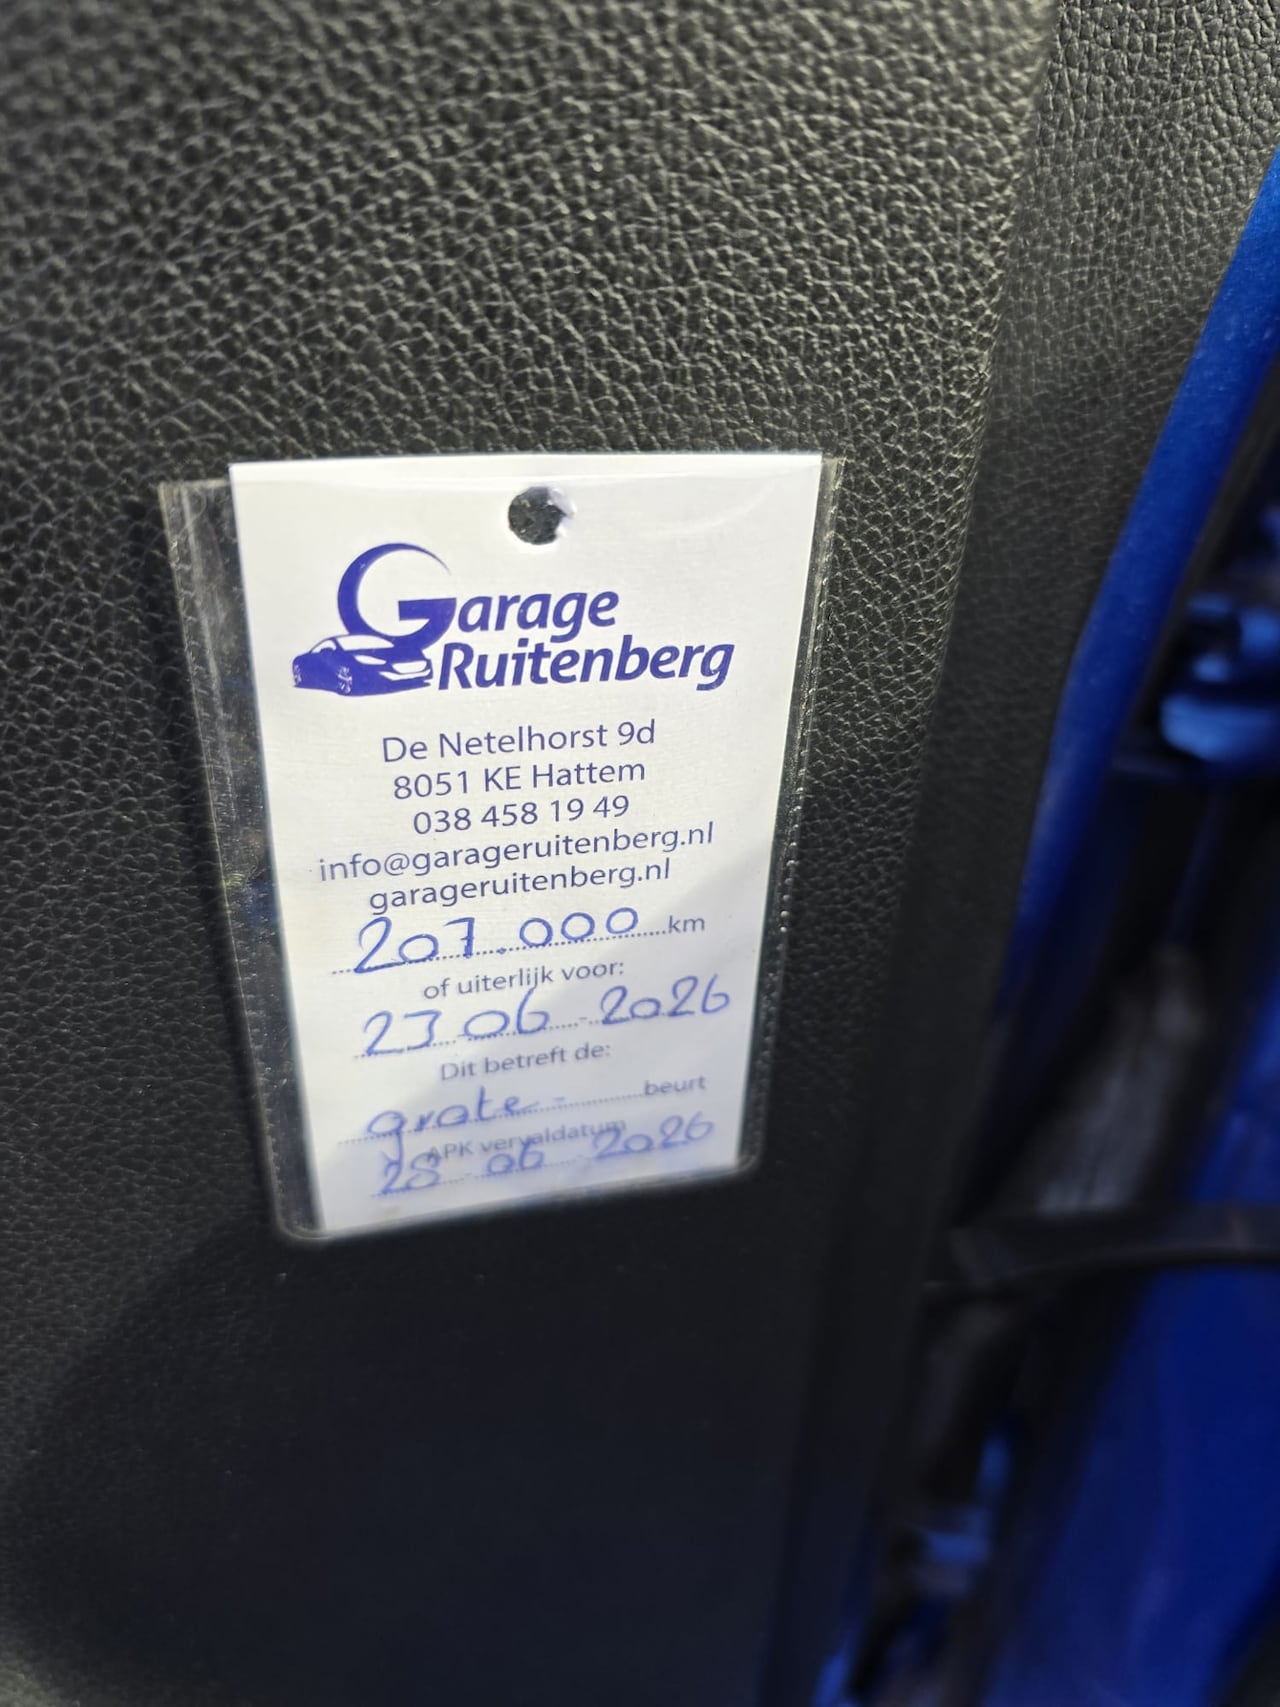 Garage
Ruitenberg
De Netelhorst 9d
8051 KE Hattem
038 458 19 49
info@garageruitenberg.nl
garageruitenberg.nl
207.000 km
of uiterlijk voor:
23 06 - 2026
Dit betreft de:
grote - beurt
APK vervaldatum
28 - 06 - 2026